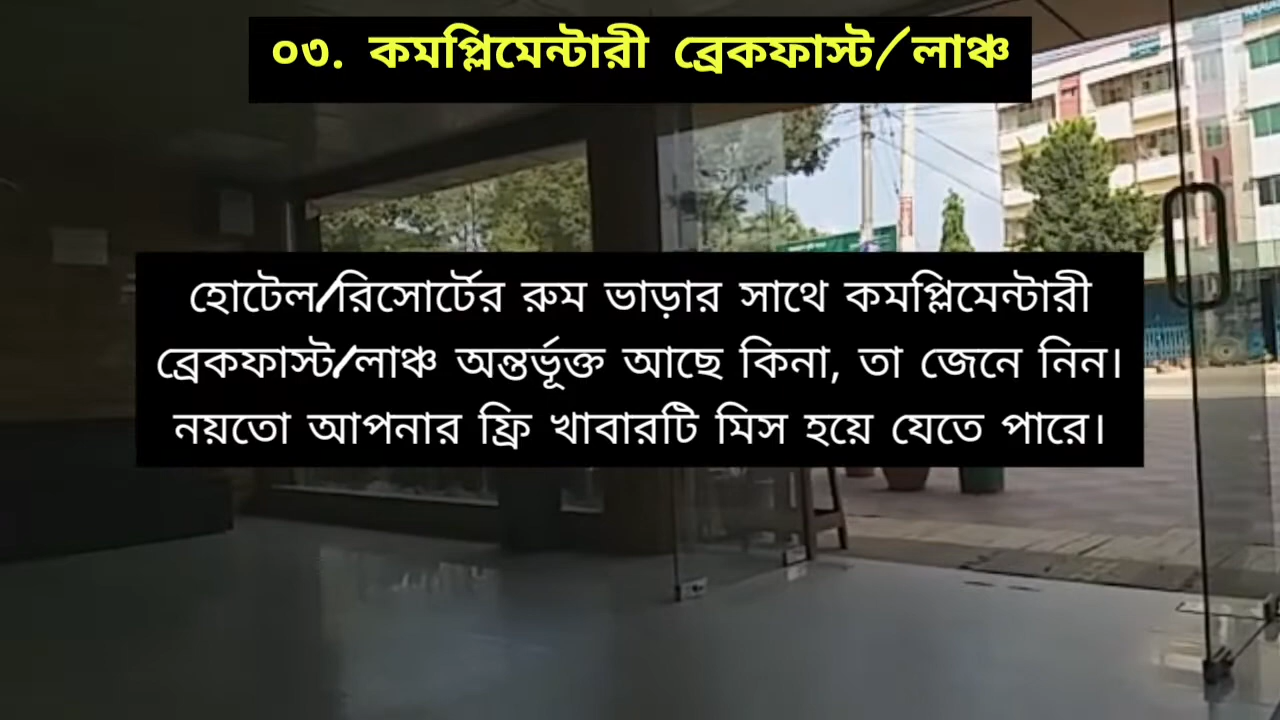 ০৩. কমপ্লিমেন্টারী ব্রেকফাস্ট/লাঞ্চ
হোটেল/রিসোর্টের রুম ভাড়ার সাথে কমপ্লিমেন্টারী
ব্রেকফাস্ট/লাঞ্চ অন্তর্ভূক্ত আছে কিনা, তা জেনে নিন।
নয়তো আপনার ফ্রি খাবারটি মিস হয়ে যেতে পারে।